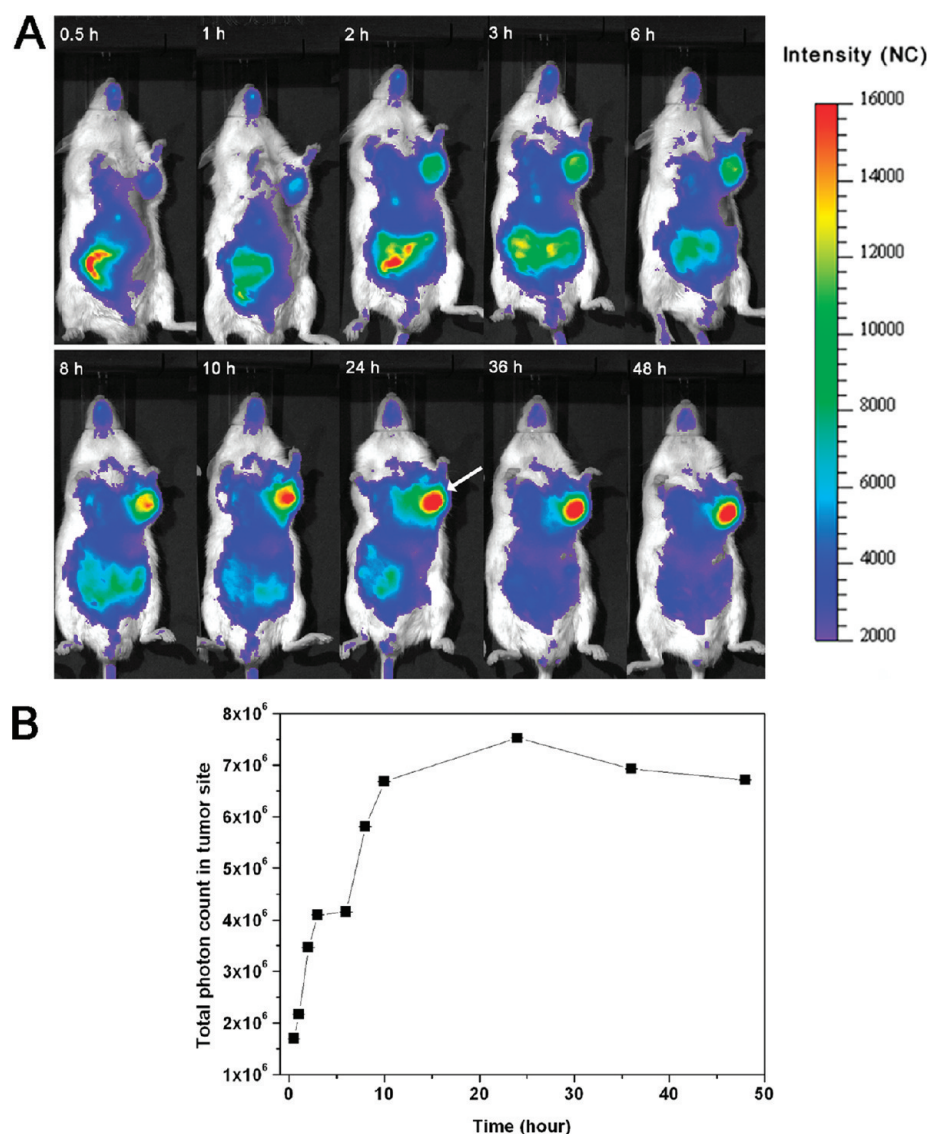 A
0.5 h
1 h
2 h
3 h
6 h
Intensity (NC)
16000
14000
12000
10000
8000
6000
4000
2000
8 h
10 h
24 h
36 h
48 h
B
Total photon count in tumor site
8x10⁶
7x10⁶
6x10⁶
5x10⁶
4x10⁶
3x10⁶
2x10⁶
1x10⁶
0 10 20 30 40 50
Time (hour)